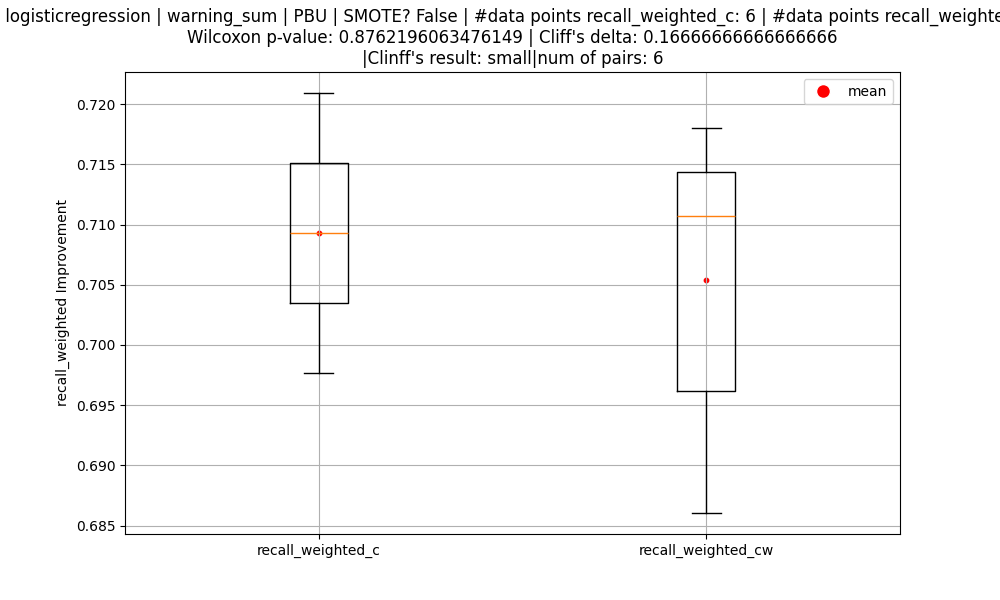 logisticregression | warning_sum | PBU | SMOTE? False | #data points recall_weighted_c: 6 | #data points
Wilcoxon p-value: 0.8762196063476149 | Cliff's delta: 0.16666666666666666
|Clinff's result: small|num of pairs: 6
mean
0.720
0.715
0.710
0.705
0.700
0.695
0.690
0.685
recall_weighted Improvement
recall_weighted_c
recall_weighted_cw